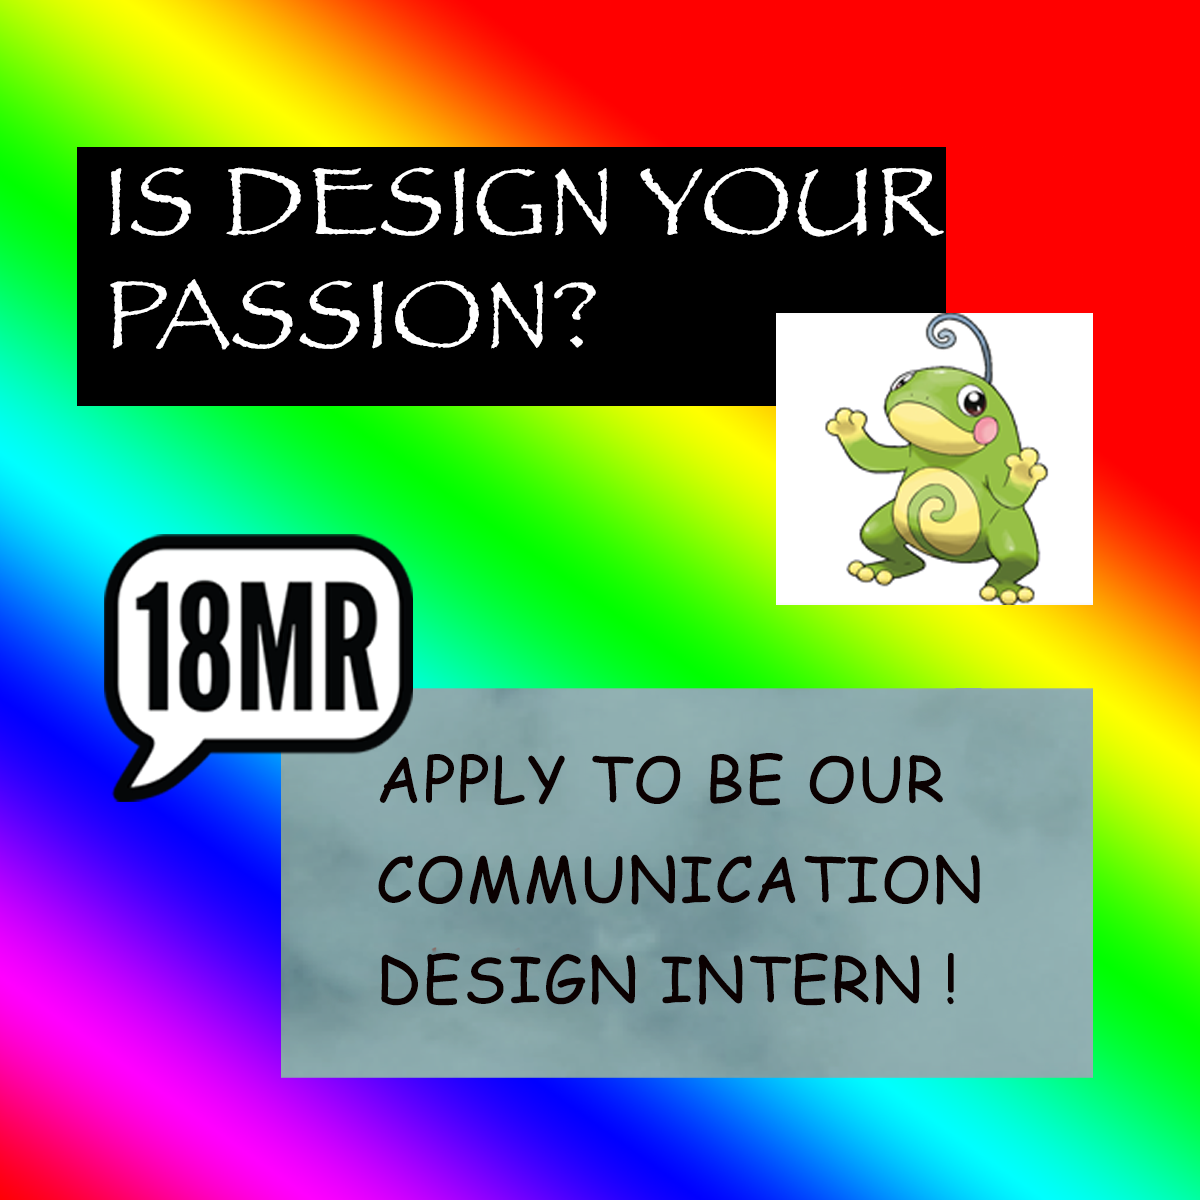 IS DESIGN YOUR
PASSION?
18MR
APPLY TO BE OUR
COMMUNICATION
DESIGN INTERN !